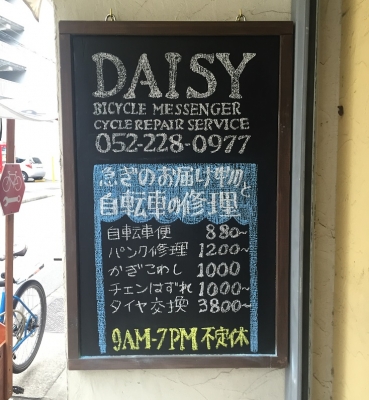 DAISY
BICYCLE MESSENGER
CYCLE REPAIR SERVICE
052-228-0977
急ぎのお届け物と
自転車の修理
自転車便 880~
パンク修理 1200~
かぎこわし 1000
チェンはずれ 1000~
タイヤ交換 3800~
9AM-7PM 不定休